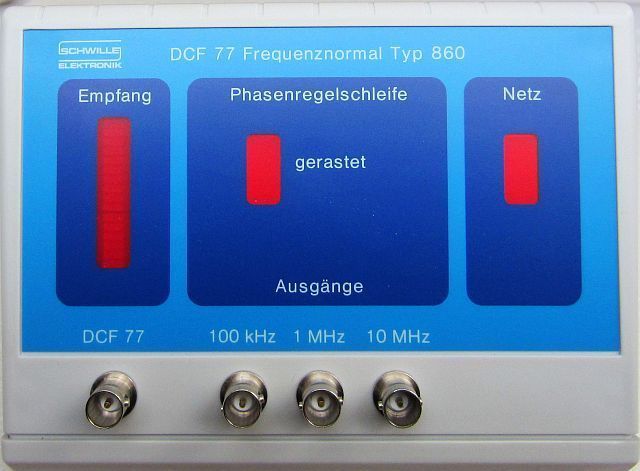 SCHWILLE
ELEKTRONIK
DCF 77 Frequenznormal Typ 860
Empfang
Phasenregelschleife
Netz
gerastet
Ausgänge
DCF 77
100 kHz
1 MHz
10 MHz